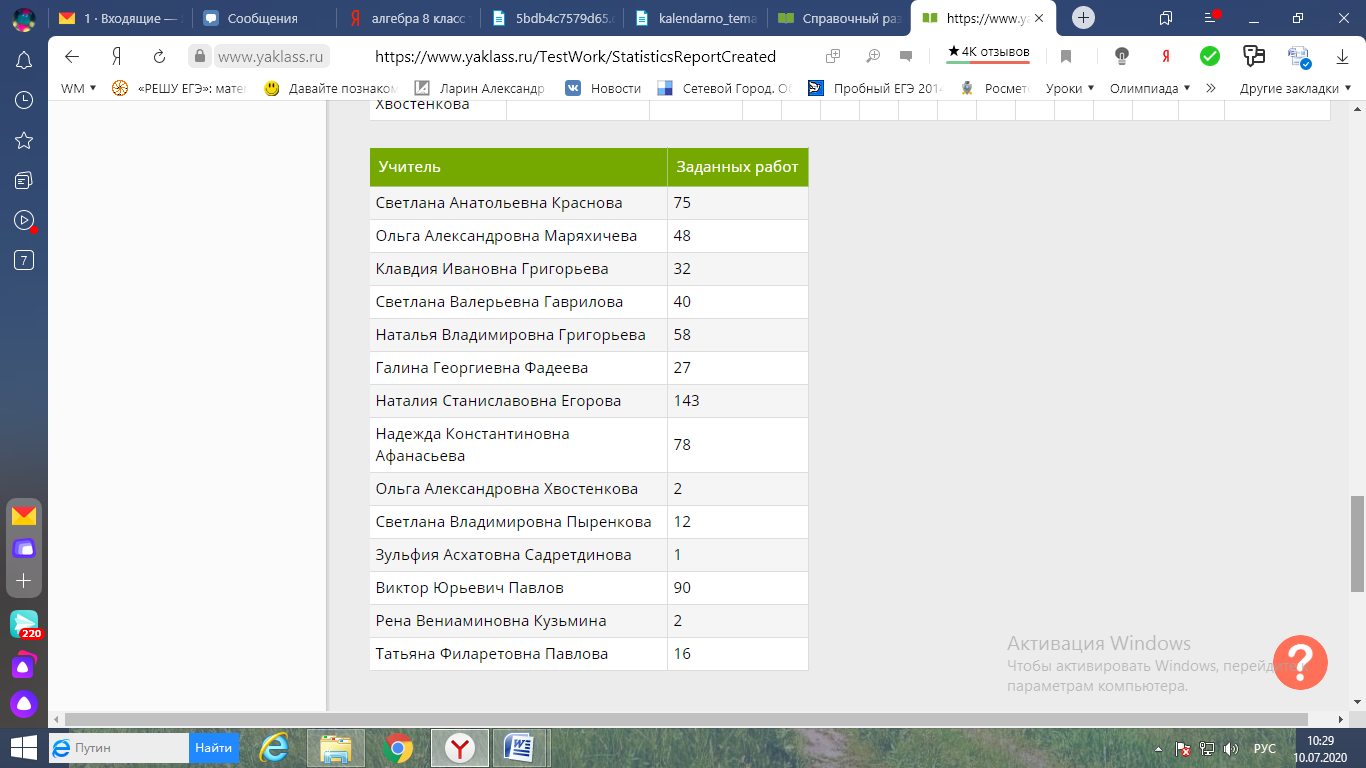 1 · Входящие —
Сообщения
алгебра 8 класс
5bdb4c7579d65.
kalendarno_tema
Справочный раз
https://www.ya
www.yaklass.ru
https://www.yaklass.ru/TestWork/StatisticsReportCreated
★4K отзывов
WM
«РЕШУ ЕГЭ»: мате
Давайте познаком
Ларин Александр
Новости
Сетевой Город. Об
Пробный ЕГЭ 2014
Росмет
Уроки
Олимпиада
»
Другие закладки
7
Хвостенкова
Учитель Заданных работ
Светлана Анатольевна Краснова 75
Ольга Александровна Маряхичева 48
Клавдия Ивановна Григорьева 32
Светлана Валерьевна Гаврилова 40
Наталья Владимировна Григорьева 58
Галина Георгиевна Фадеева 27
Наталия Станиславовна Егорова 143
Надежда Константиновна
Афанасьева 78
Ольга Александровна Хвостенкова 2
Светлана Владимировна Пыренкова 12
Зульфия Асхатовна Садретдинова 1
Виктор Юрьевич Павлов 90
Рена Вениаминовна Кузьмина 2
Татьяна Филаретовна Павлова 16
220
Активация Windows
Чтобы активировать Windows, перейдите к
параметрам компьютера.
?
Путин
Найти
РУС
10:29
10.07.2020